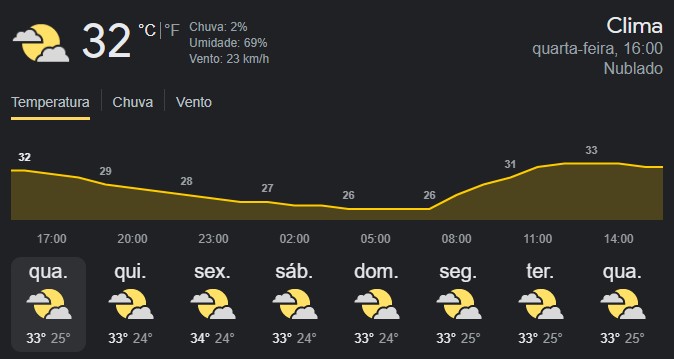 32 °C | °F
Chuva: 2%
Umidade: 69%
Vento: 23 km/h
Clima
quarta-feira, 16:00
Nublado
Temperatura
Chuva
Vento
32 29 28 27 26 26 31 33
17:00 20:00 23:00 02:00 05:00 08:00 11:00 14:00
qua. qui. sex. sáb. dom. seg. ter. qua.
33° 25° 33° 24° 34° 24° 33° 24° 33° 24° 33° 25° 33° 25° 33° 25°